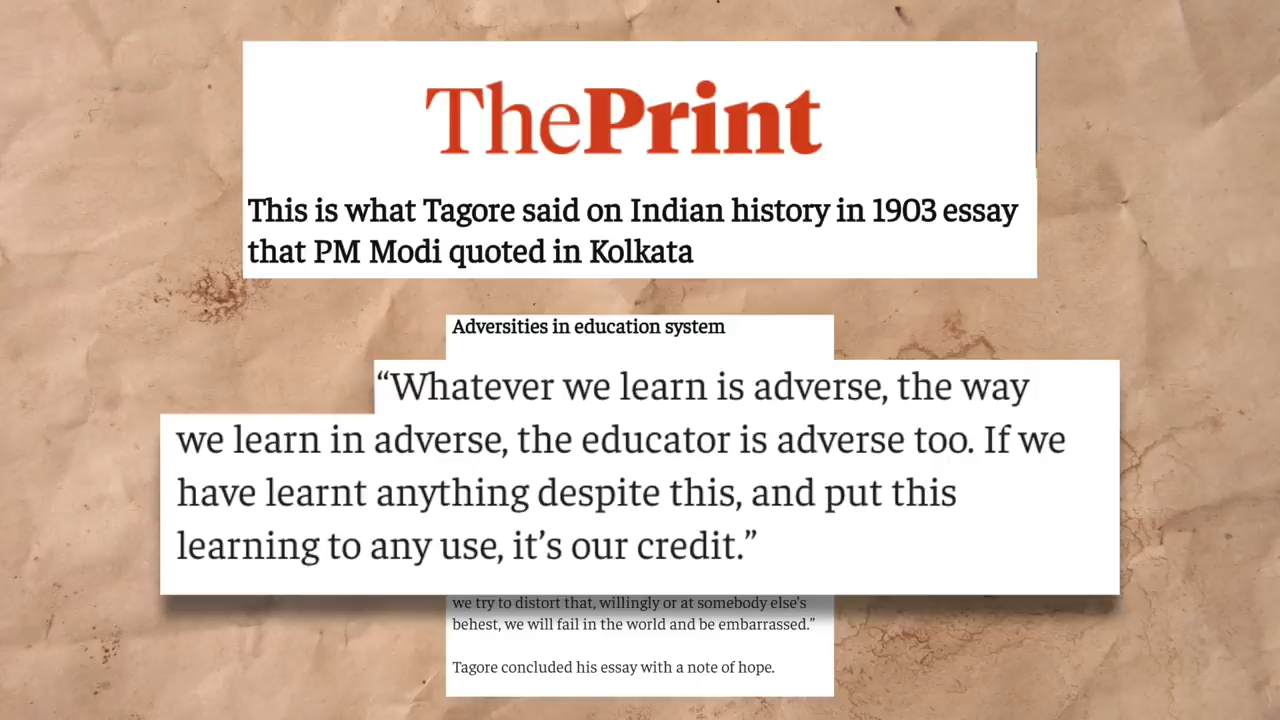 ThePrint
This is what Tagore said on Indian history in 1903 essay
that PM Modi quoted in Kolkata
Adversities in education system
“Whatever we learn is adverse, the way
we learn in adverse, the educator is adverse too. If we
have learnt anything despite this, and put this
learning to any use, it’s our credit.”
we try to distort that, willingly or at somebody else’s
behest, we will fail in the world and be embarrassed.”
Tagore concluded his essay with a note of hope.